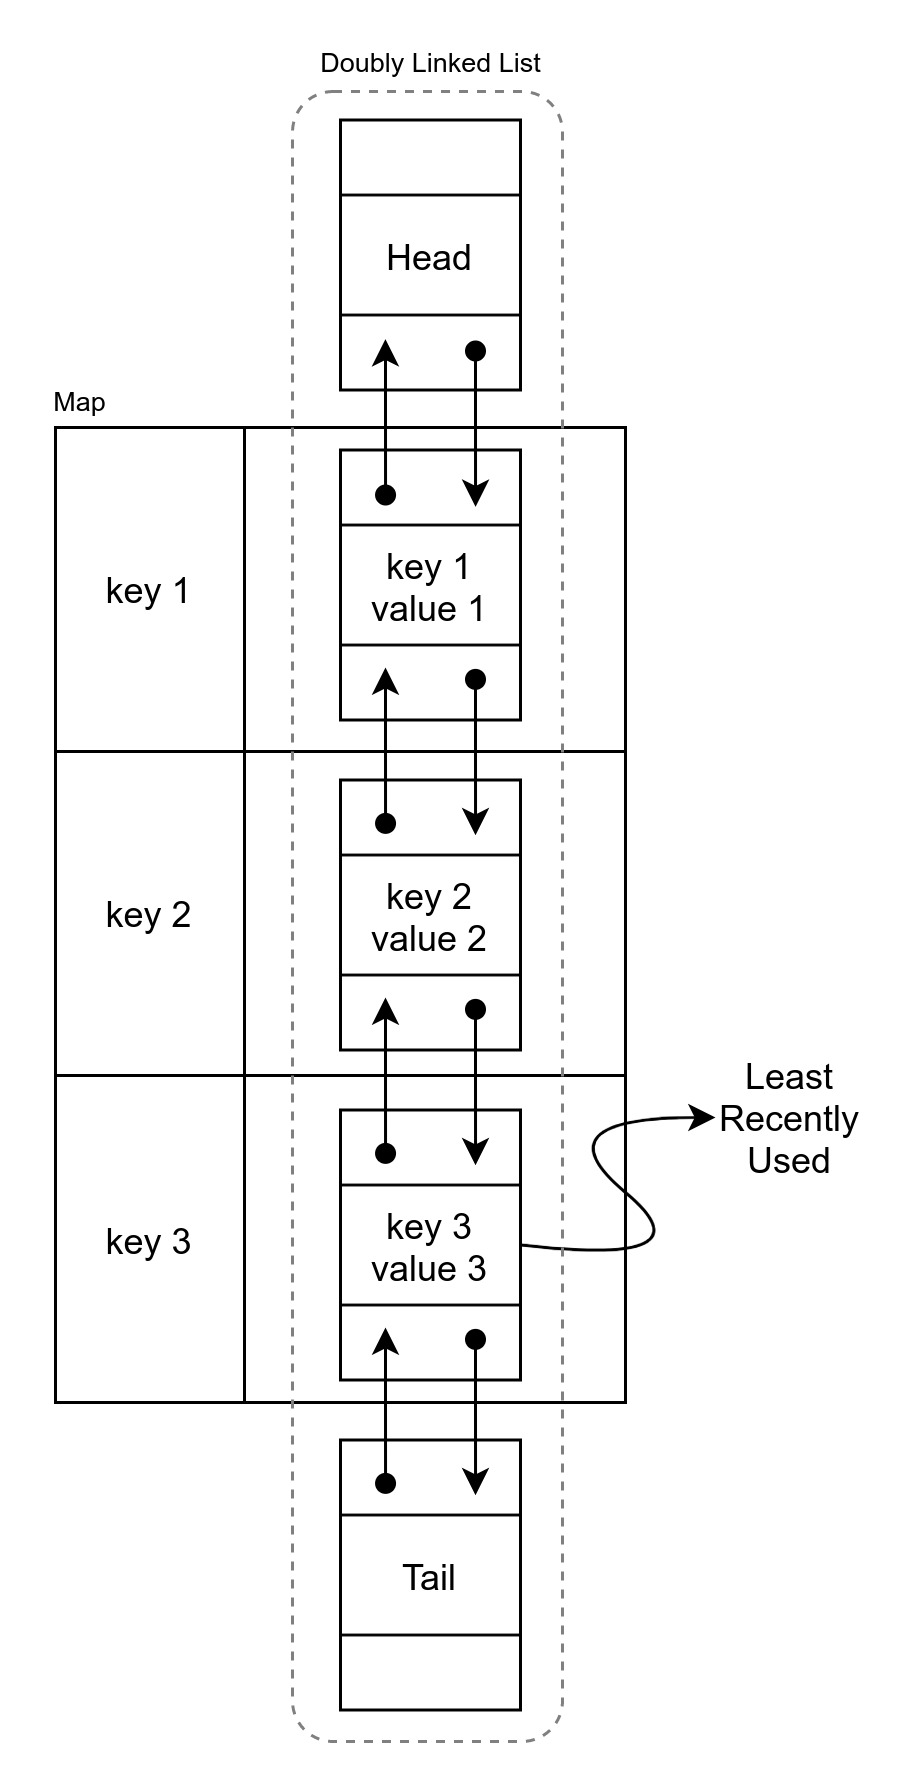 Doubly Linked List
Head
Map
key 1
key 1
value 1
key 2
key 2
value 2
Least
Recently
Used
key 3
key 3
value 3
Tail